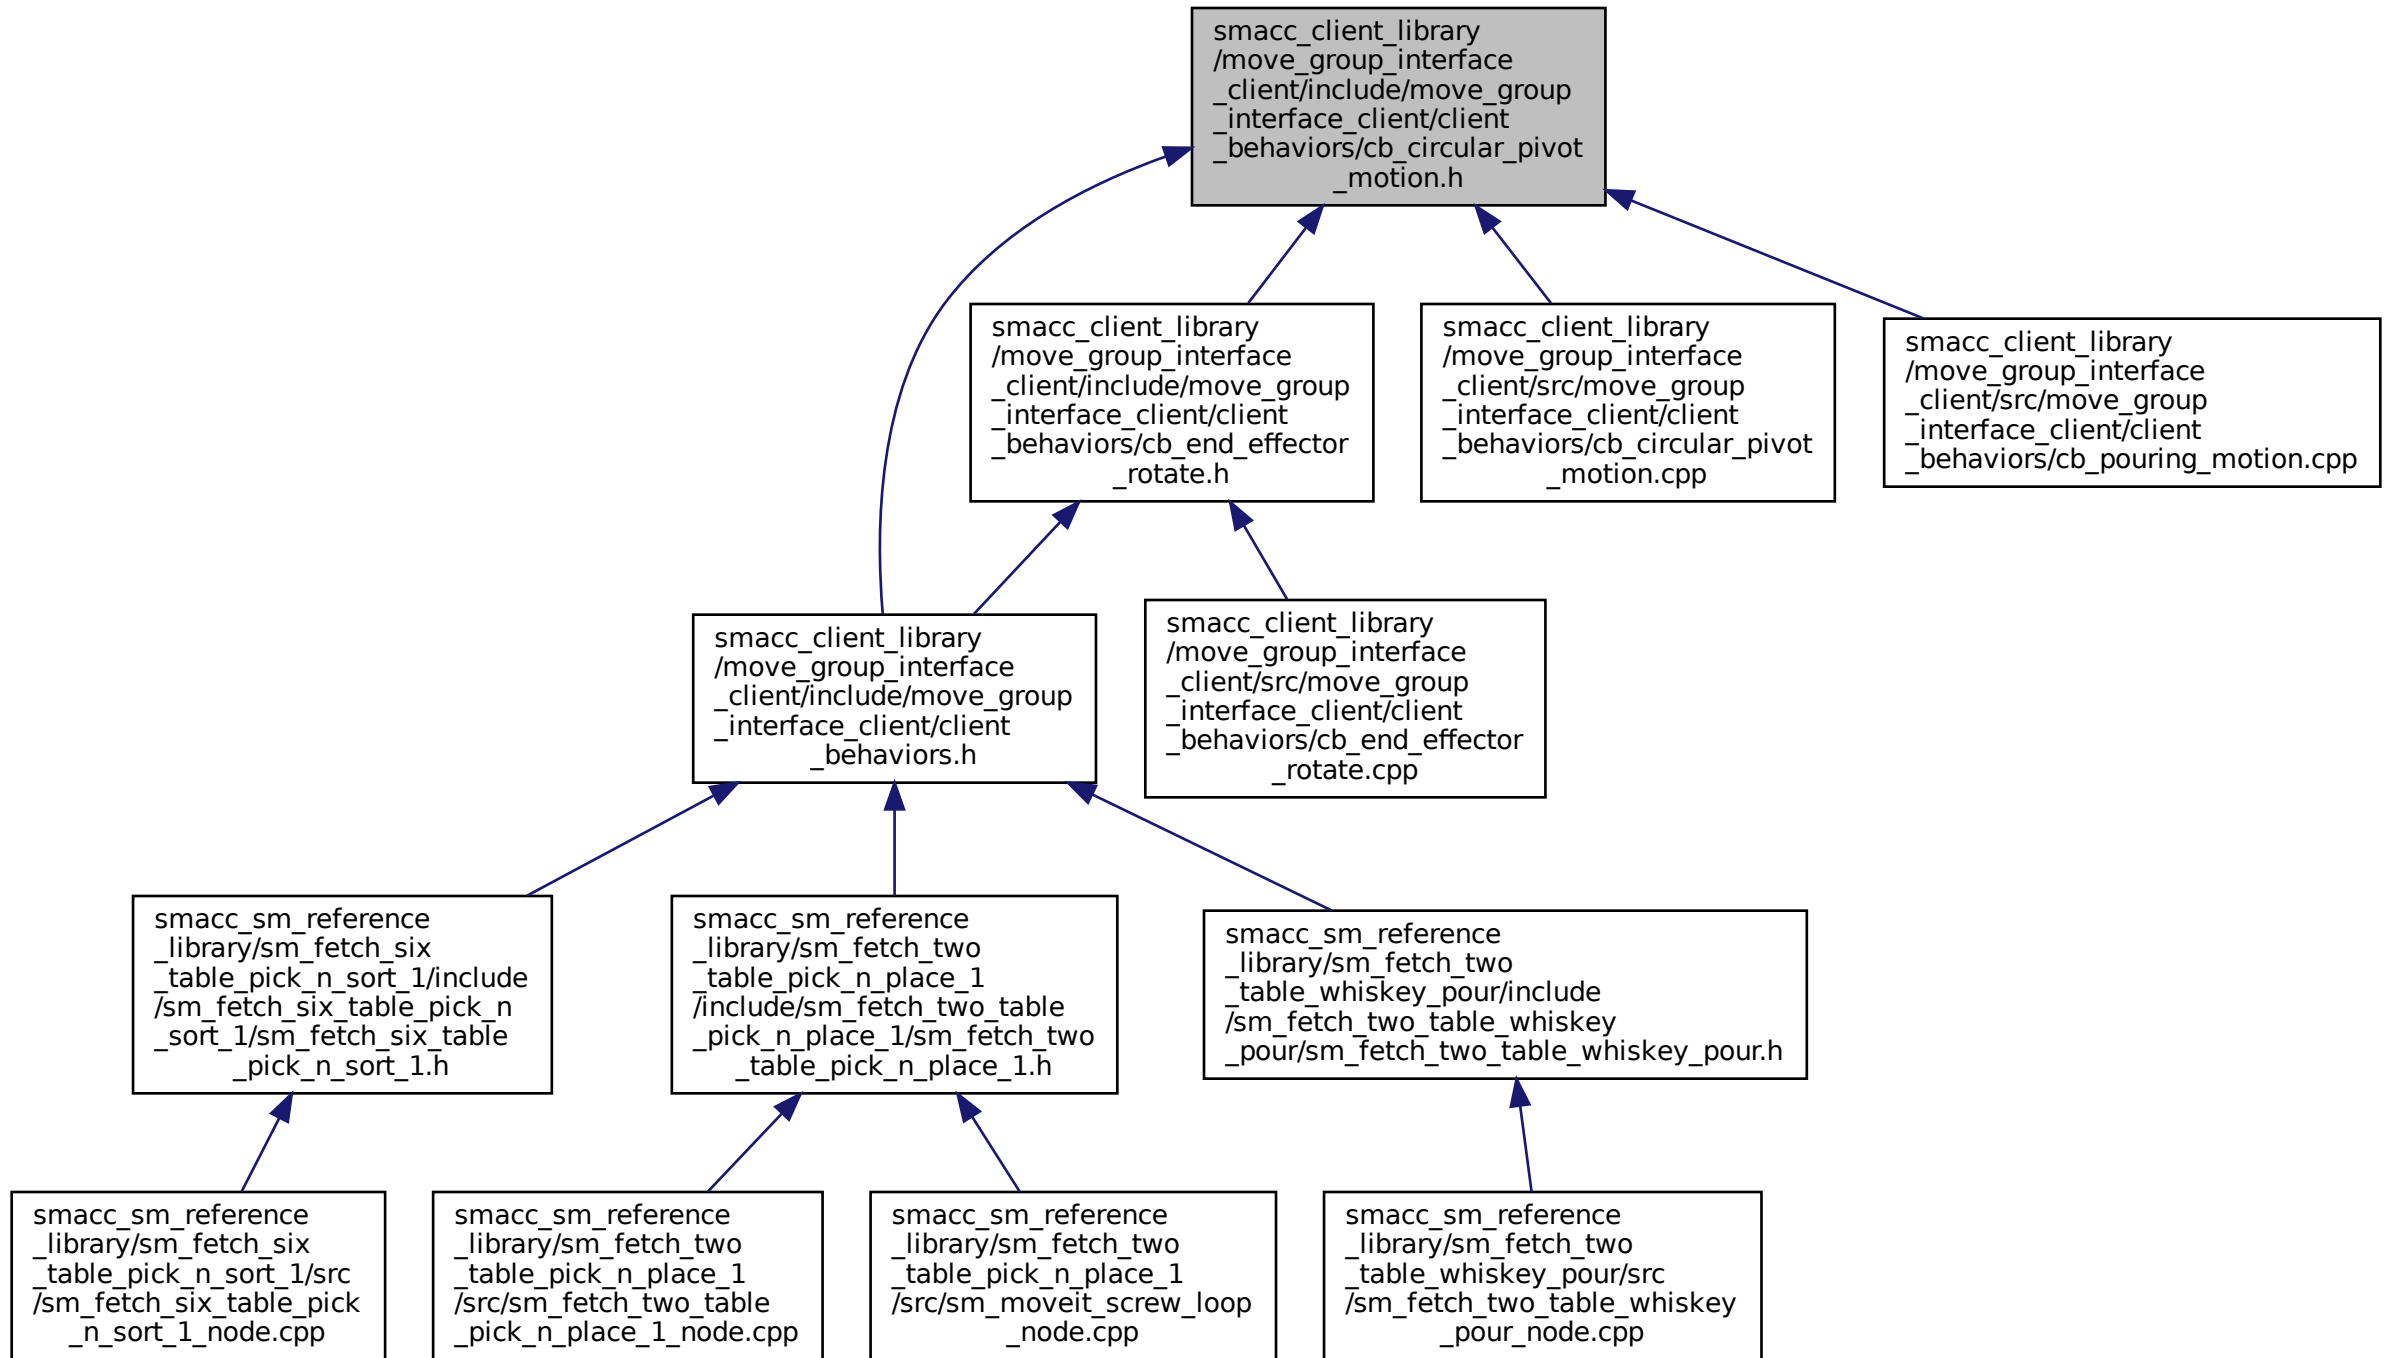 smacc_client_library
/move_group_interface
_client/include/move_group
_interface_client/client
_behaviors/cb_circular_pivot
_motion.h
smacc_client_library
/move_group_interface
_client/include/move_group
_interface_client/client
_behaviors/cb_end_effector
_rotate.h
smacc_client_library
/move_group_interface
_client/src/move_group
_interface_client/client
_behaviors/cb_circular_pivot
_motion.cpp
smacc_client_library
/move_group_interface
_client/src/move_group
_interface_client/client
_behaviors/cb_pouring_motion.cpp
smacc_client_library
/move_group_interface
_client/include/move_group
_interface_client/client
_behaviors.h
smacc_client_library
/move_group_interface
_client/src/move_group
_interface_client/client
_behaviors/cb_end_effector
_rotate.cpp
smacc_sm_reference
_library/sm_fetch_six
_table_pick_n_sort_1/include
/sm_fetch_six_table_pick_n
_sort_1/sm_fetch_six_table
_pick_n_sort_1.h
smacc_sm_reference
_library/sm_fetch_two
_table_pick_n_place_1
/include/sm_fetch_two_table
_pick_n_place_1/sm_fetch_two
_table_pick_n_place_1.h
smacc_sm_reference
_library/sm_fetch_two
_table_whiskey_pour/include
/sm_fetch_two_table_whiskey
_pour/sm_fetch_two_table_whiskey_pour.h
smacc_sm_reference
_library/sm_fetch_six
_table_pick_n_sort_1/src
/sm_fetch_six_table_pick
_n_sort_1_node.cpp
smacc_sm_reference
_library/sm_fetch_two
_table_pick_n_place_1
/src/sm_fetch_two_table
_pick_n_place_1_node.cpp
smacc_sm_reference
_library/sm_fetch_two
_table_pick_n_place_1
/src/sm_moveit_screw_loop
_node.cpp
smacc_sm_reference
_library/sm_fetch_two
_table_whiskey_pour/src
/sm_fetch_two_table_whiskey
_pour_node.cpp